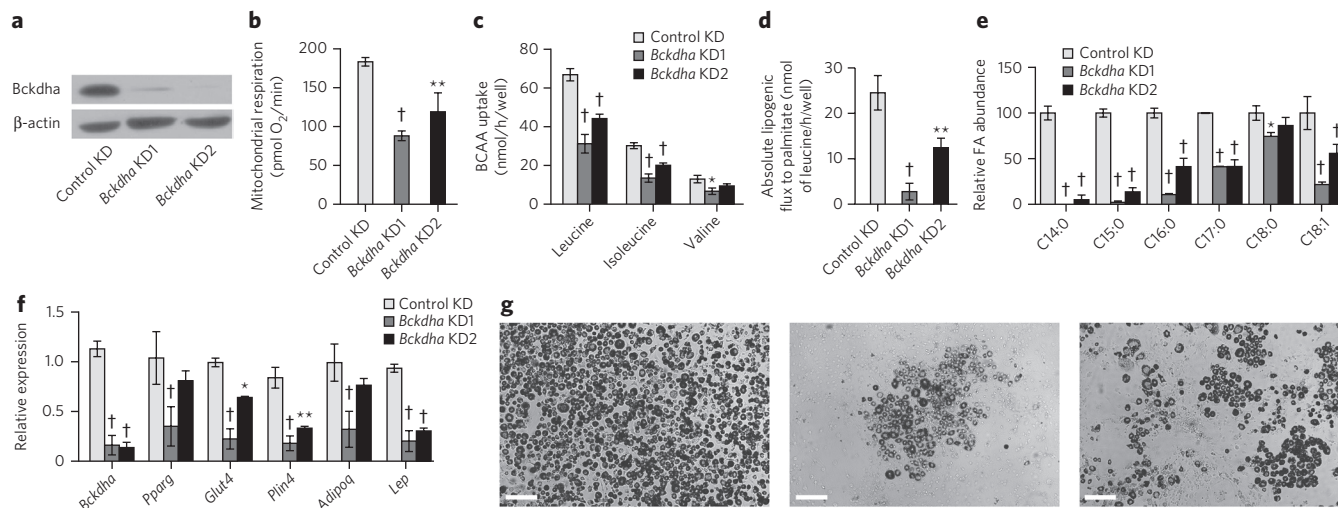 a
Bckdha
β-actin
Control KD
Bckdha KD1
Bckdha KD2
b
Mitochondrial respiration
(pmol O2/min)
200
150
100
50
0
†
**
Control KD
Bckdha KD1
Bckdha KD2
c
Control KD
Bckdha KD1
Bckdha KD2
BCAA uptake
(nmol/h/well)
80
60
40
20
0
† †
† †
*
Leucine
Isoleucine
Valine
d
Absolute lipogenic
flux to palmitate (nmol
of leucine/h/well)
30
20
10
0
†
**
Control KD
Bckdha KD1
Bckdha KD2
e
Control KD
Bckdha KD1
Bckdha KD2
Relative FA abundance
150
100
50
0
† †
† †
† †
† †
*
† †
C14:0
C15:0
C16:0
C17:0
C18:0
C18:1
f
Control KD
Bckdha KD1
Bckdha KD2
Relative expression
1.5
1.0
0.5
0
† †
†
† *
† **
†
† †
Bckdha
Pparg
Glut4
Plin4
Adipoq
Lep
g